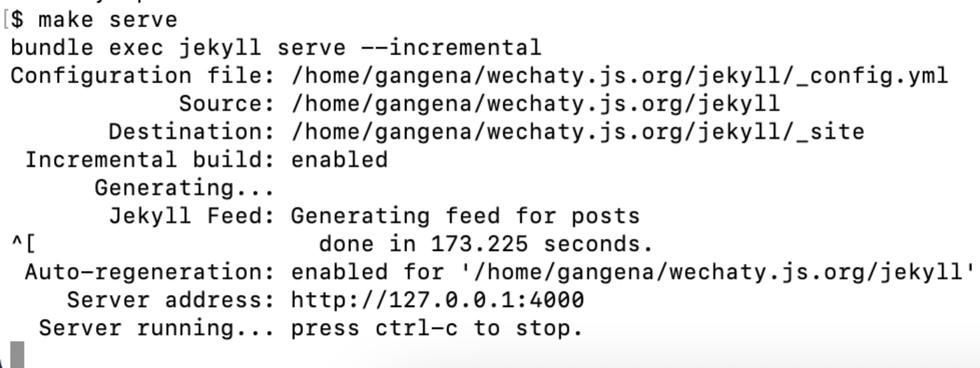 [$ make serve
bundle exec jekyll serve --incremental
Configuration file: /home/gangena/wechaty.js.org/jekyll/_config.yml
Source: /home/gangena/wechaty.js.org/jekyll
Destination: /home/gangena/wechaty.js.org/jekyll/_site
Incremental build: enabled
Generating...
Jekyll Feed: Generating feed for posts
^[ done in 173.225 seconds.
Auto-regeneration: enabled for '/home/gangena/wechaty.js.org/jekyll'
Server address: http://127.0.0.1:4000
Server running... press ctrl-c to stop.